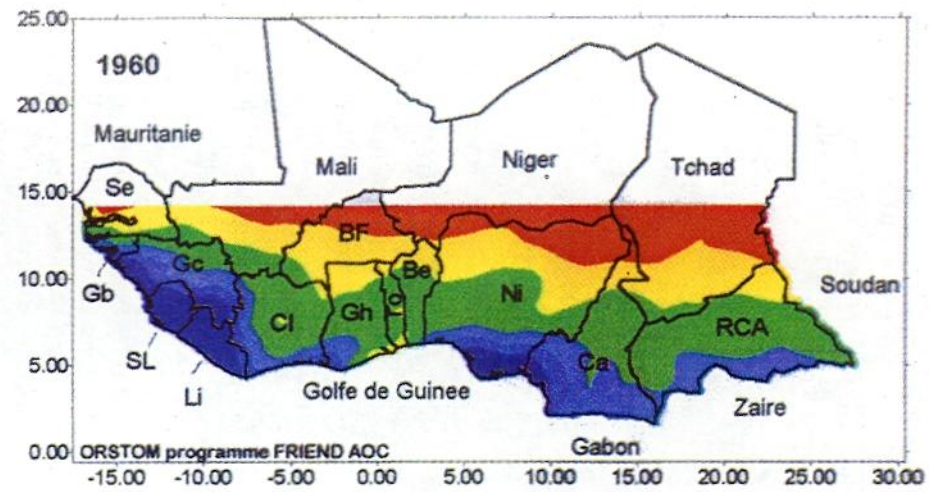 25.00
1960
20.00
Mauritanie
Mali
Niger
Tchad
15.00
Se
BF
Gc
Be
10.00
Gb
Soudan
Ni
CI
Gh
RCA
SL
5.00
Ca
Li
Golfe de Guinee
Zaire
Gabon
0.00
ORSTOM programme FRIEND AOC
-15.00 -10.00 -5.00 0.00 5.00 10.00 15.00 20.00 25.00 30.00